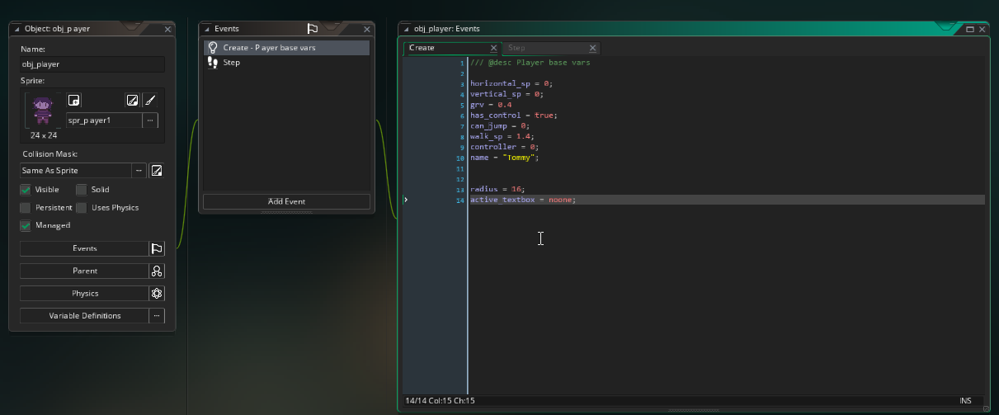 Object: obj_p ayer
Name:
obj_player
Sprite:
spr_p ayer1
...
24 x 24
Collision Mask:
Same As Sprite
...
Visible
Solid
Persistent
Uses Physics
Managed
Events
Parent
Physics
Variable Definitions
...
Events
Create - P ayer base vars
Step
Add Event
obj_player: Events
Create
Step
1 /// @desc Player base vars
2
3 horizontal_sp = 0;
4 vertical_sp = 0;
5 grv = 0.4
6 has_control = true;
7 can_jump = 0;
8 walk_sp = 1.4;
9 controller = 0;
10 name = "Tommy";
11
12
13 radius = 16;
14 active_textbox = noone;
14/14 Col:15 Ch:15
INS